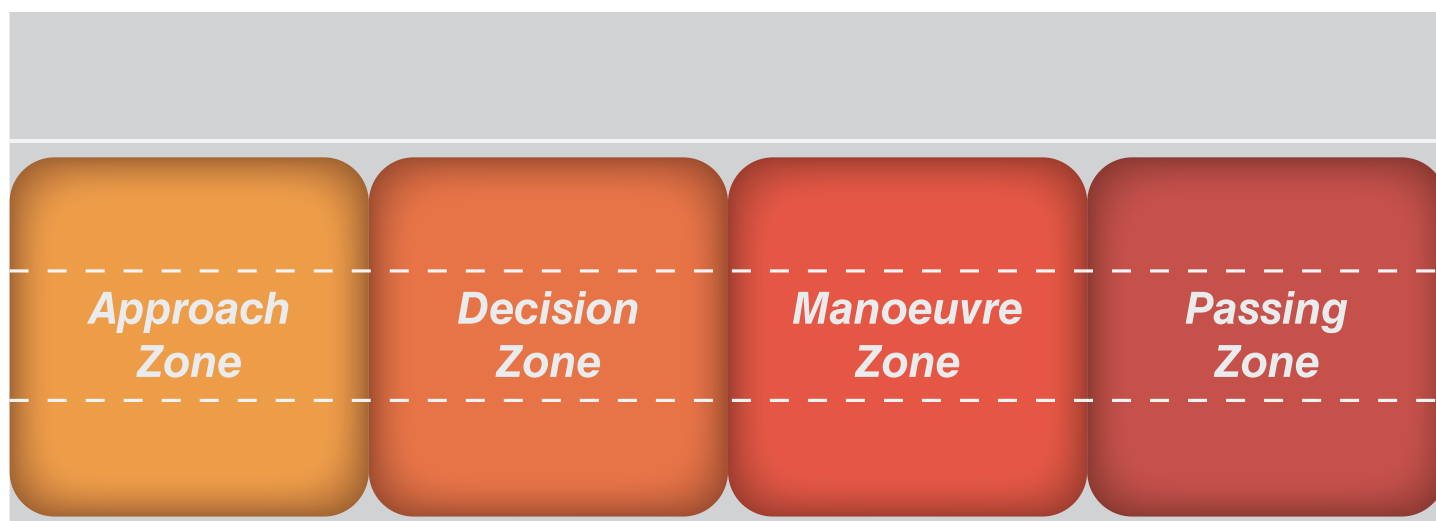 Approach
Zone
Decision
Zone
Manoeuvre
Zone
Passing
Zone